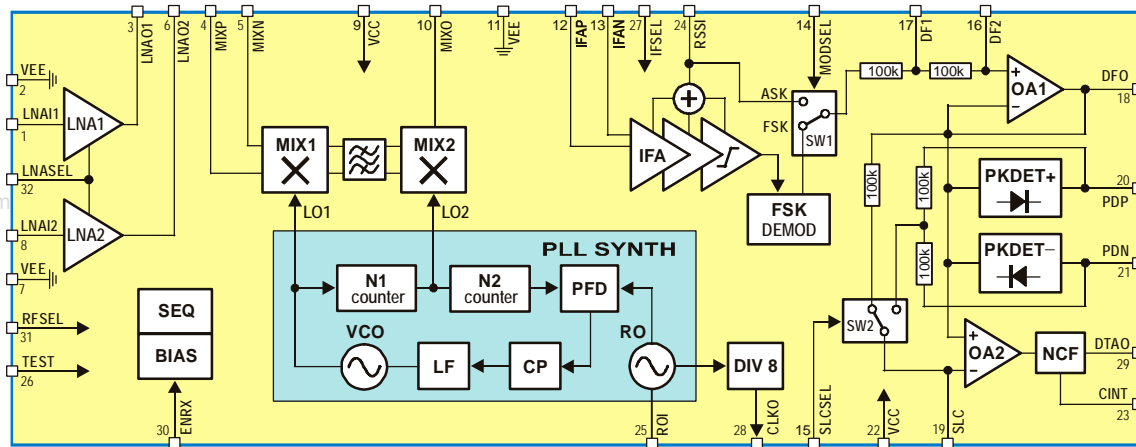 3 LNAO1
6 LNAO2
4 MIXP
5 MIXN
9 VCC
10 MIXO
11 VEE
12 IFAP
13 IFAN
27 IFSEL
24 RSSI
14 MODSEL
17 DF1
16 DF2
VEE
2
LNAI1
1
LNASEL
32
LNAI2
8
VEE
7
RFSEL
31
TEST
26
LNA1
LNA2
MIX1
MIX2
LO1
LO2
IFA
+
ASK
FSK
SW1
FSK
DEMOD
100k
100k
+
−
OA1
DFO
18
100k
100k
100k
PKDET+
20
PDP
PKDET−
PDN
21
PLL SYNTH
N1
counter
N2
counter
PFD
VCO
LF
CP
RO
DIV 8
SEQ
BIAS
SW2
+
−
OA2
NCF
DTAO
29
CINT
23
30 ENRX
25 ROI
28 CLKO
15 SLCSEL
22 VCC
19 SLC